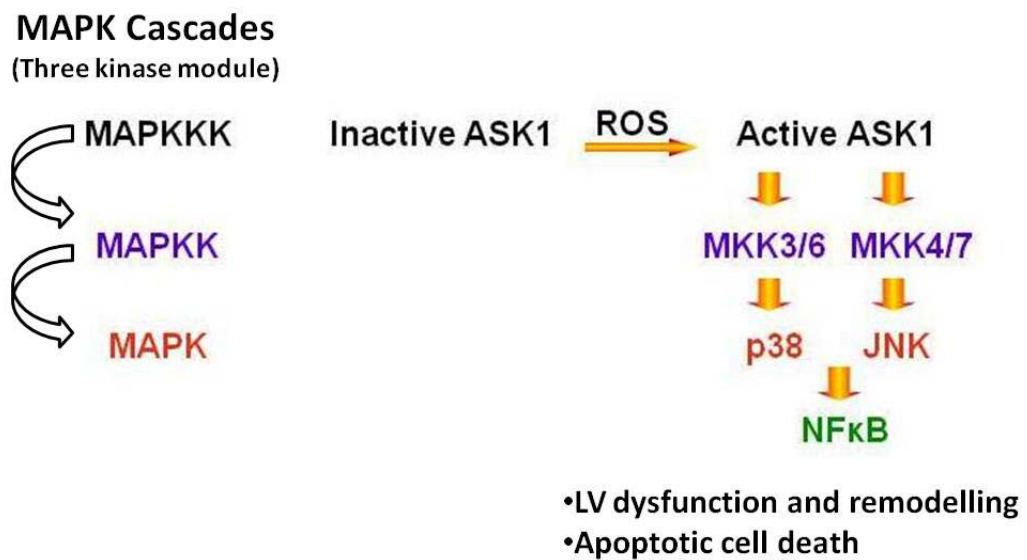 MAPK Cascades
(Three kinase module)
MAPKKK Inactive ASK1 ROS Active ASK1
MAPKK MKK3/6 MKK4/7
MAPK p38 JNK
NFκB
•LV dysfunction and remodelling
•Apoptotic cell death